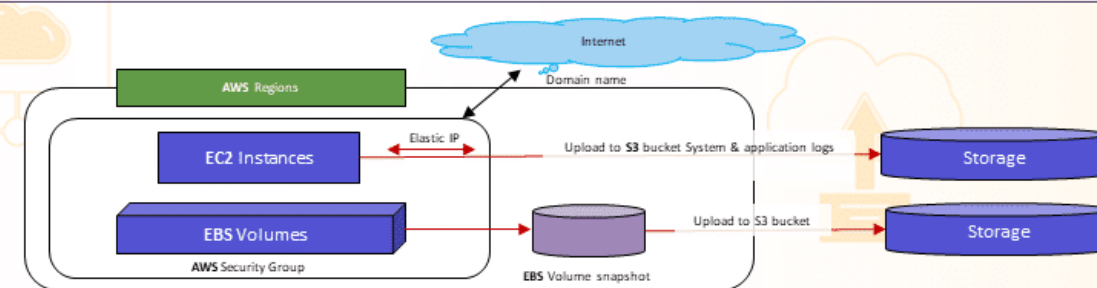 Internet
Domain name
AWS Regions
Elastic IP
EC2 Instances
Upload to S3 bucket System & application logs
Storage
EBS Volumes
Upload to S3 bucket
Storage
AWS Security Group
EBS Volume snapshot